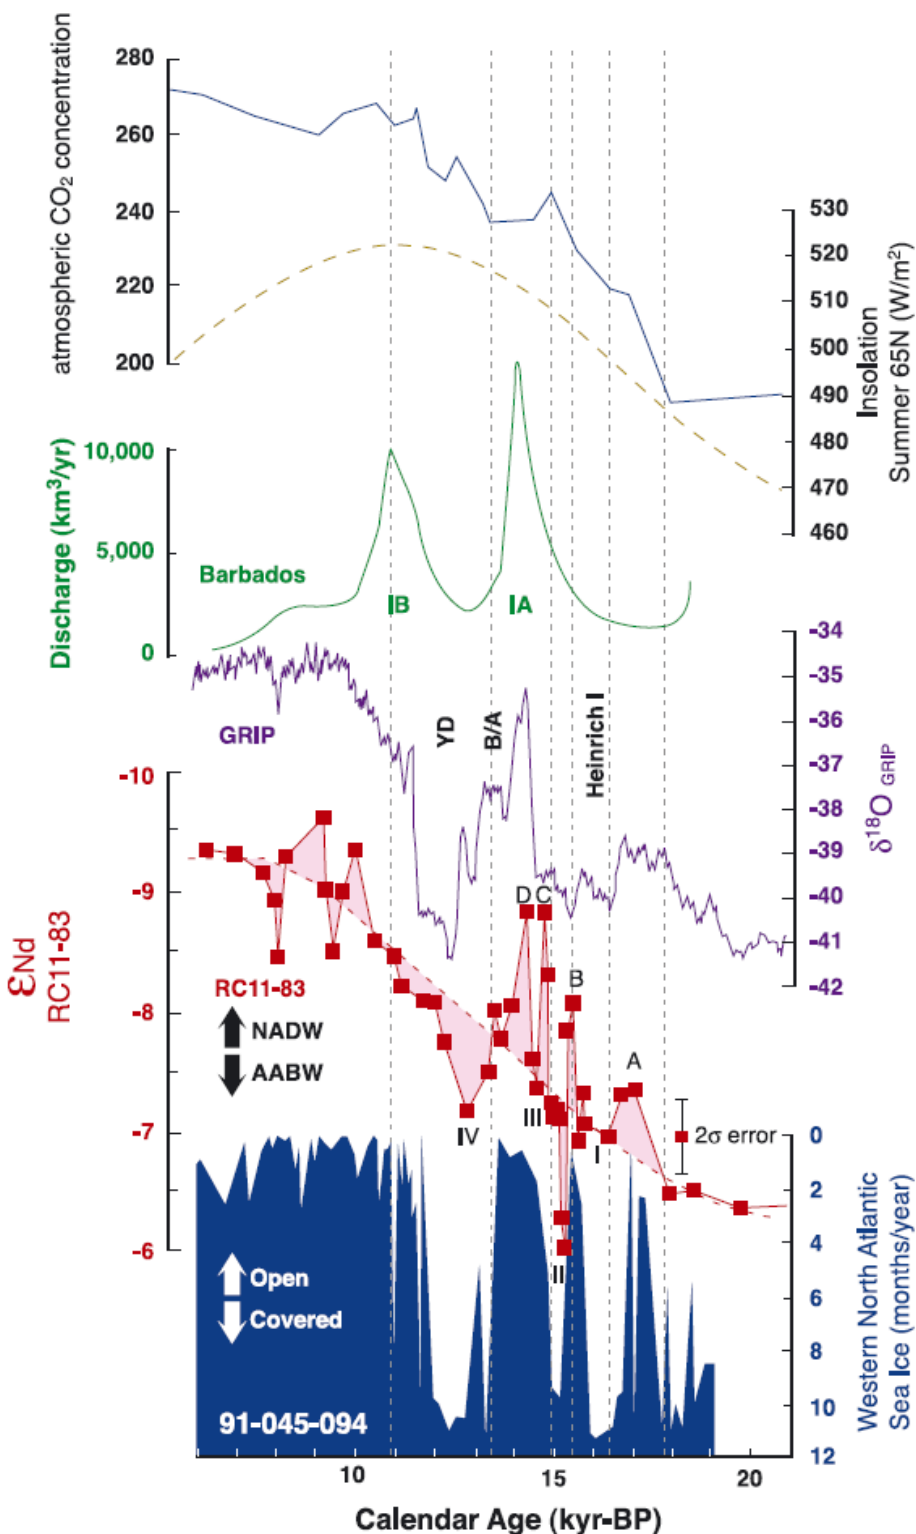 atmospheric CO₂ concentration
280
260
240
220
200
530
520
510
500
490
480
470
460
Insolation
Summer 65N (W/m²)
Discharge (km³/yr)
10,000
5,000
0
Barbados
IB
IA
-34
-35
-36
-37
-38
-39
-40
-41
-42
δ¹⁸O GRIP
GRIP
YD
B/A
Heinrich I
-10
-9
-8
-7
-6
εNd
RC11-83
D
C
B
A
RC11-83
NADW
AABW
IV
III
II
I
2σ error
0
2
4
6
8
10
12
Western North Atlantic
Sea Ice (months/year)
Open
Covered
91-045-094
10
15
20
Calendar Age (kyr-BP)